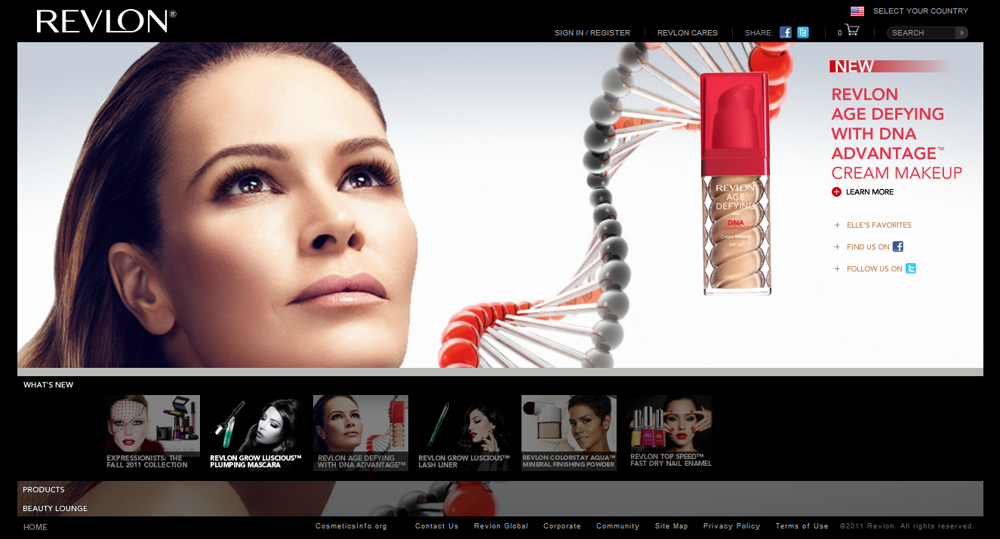 REVLON®
SELECT YOUR COUNTRY
SIGN IN / REGISTER
REVLON CARES
SHARE:
0
SEARCH
NEW
REVLON
AGE DEFYING
WITH DNA
ADVANTAGE™
CREAM MAKEUP
LEARN MORE
ELLE'S FAVORITES
FIND US ON
FOLLOW US ON
REVLON
AGE
DEFYING
DNA
ADVANTAGE
Cream Makeup
SPF 20
WHAT'S NEW
EXPRESSIONISTS: THE
FALL 2011 COLLECTION
REVLON GROW LUSCIOUS™
PLUMPING MASCARA
REVLON AGE DEFYING
WITH DNA ADVANTAGE™
REVLON GROW LUSCIOUS™
LASH LINER
REVLON COLORSTAY AQUA™
MINERAL FINISHING POWDER
REVLON TOP SPEED™
FAST DRY NAIL ENAMEL
PRODUCTS
BEAUTY LOUNGE
HOME
CosmeticsInfo.org
Contact Us
Revlon Global
Corporate
Community
Site Map
Privacy Policy
Terms of Use
©2011 Revlon. All rights reserved.